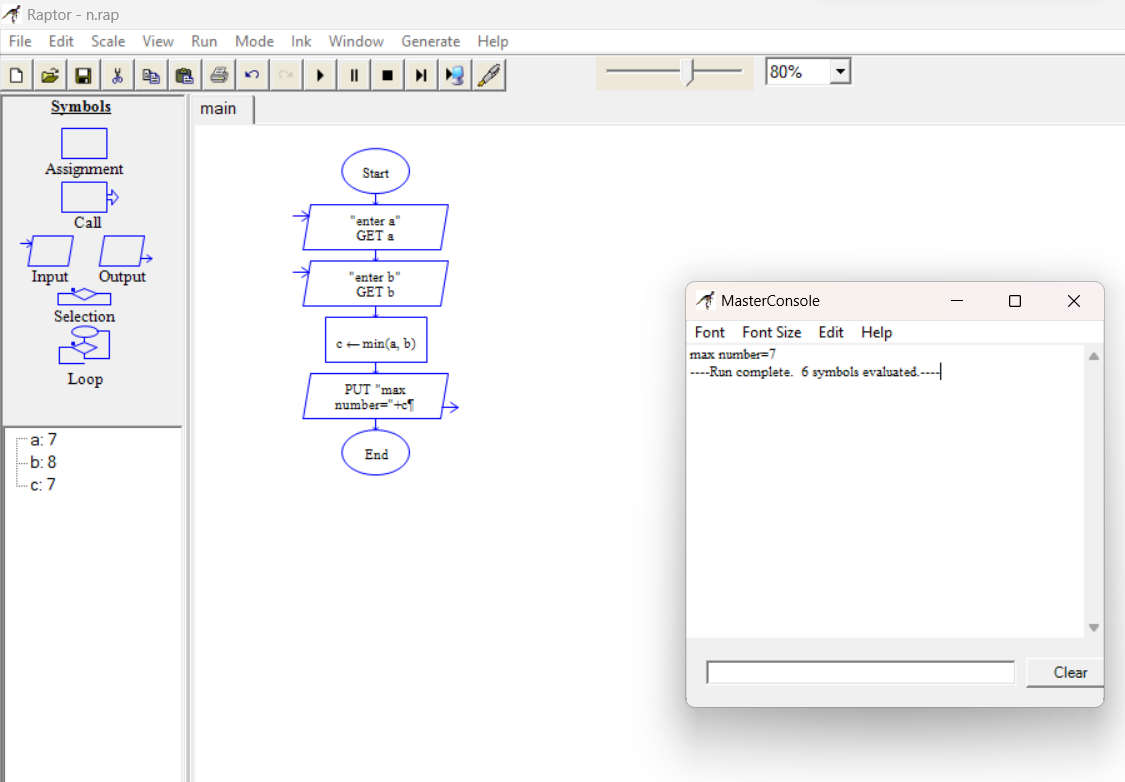 Raptor - n.rap
File Edit Scale View Run Mode Ink Window Generate Help
80%
Symbols
Assignment
Call
Input Output
Selection
Loop
a: 7
b: 8
c: 7
main
Start
"enter a"
GET a
"enter b"
GET b
c ← min(a, b)
PUT "max
number="+c¶
End
MasterConsole
Font Font Size Edit Help
max number=7
----Run complete.  6 symbols evaluated.----
Clear